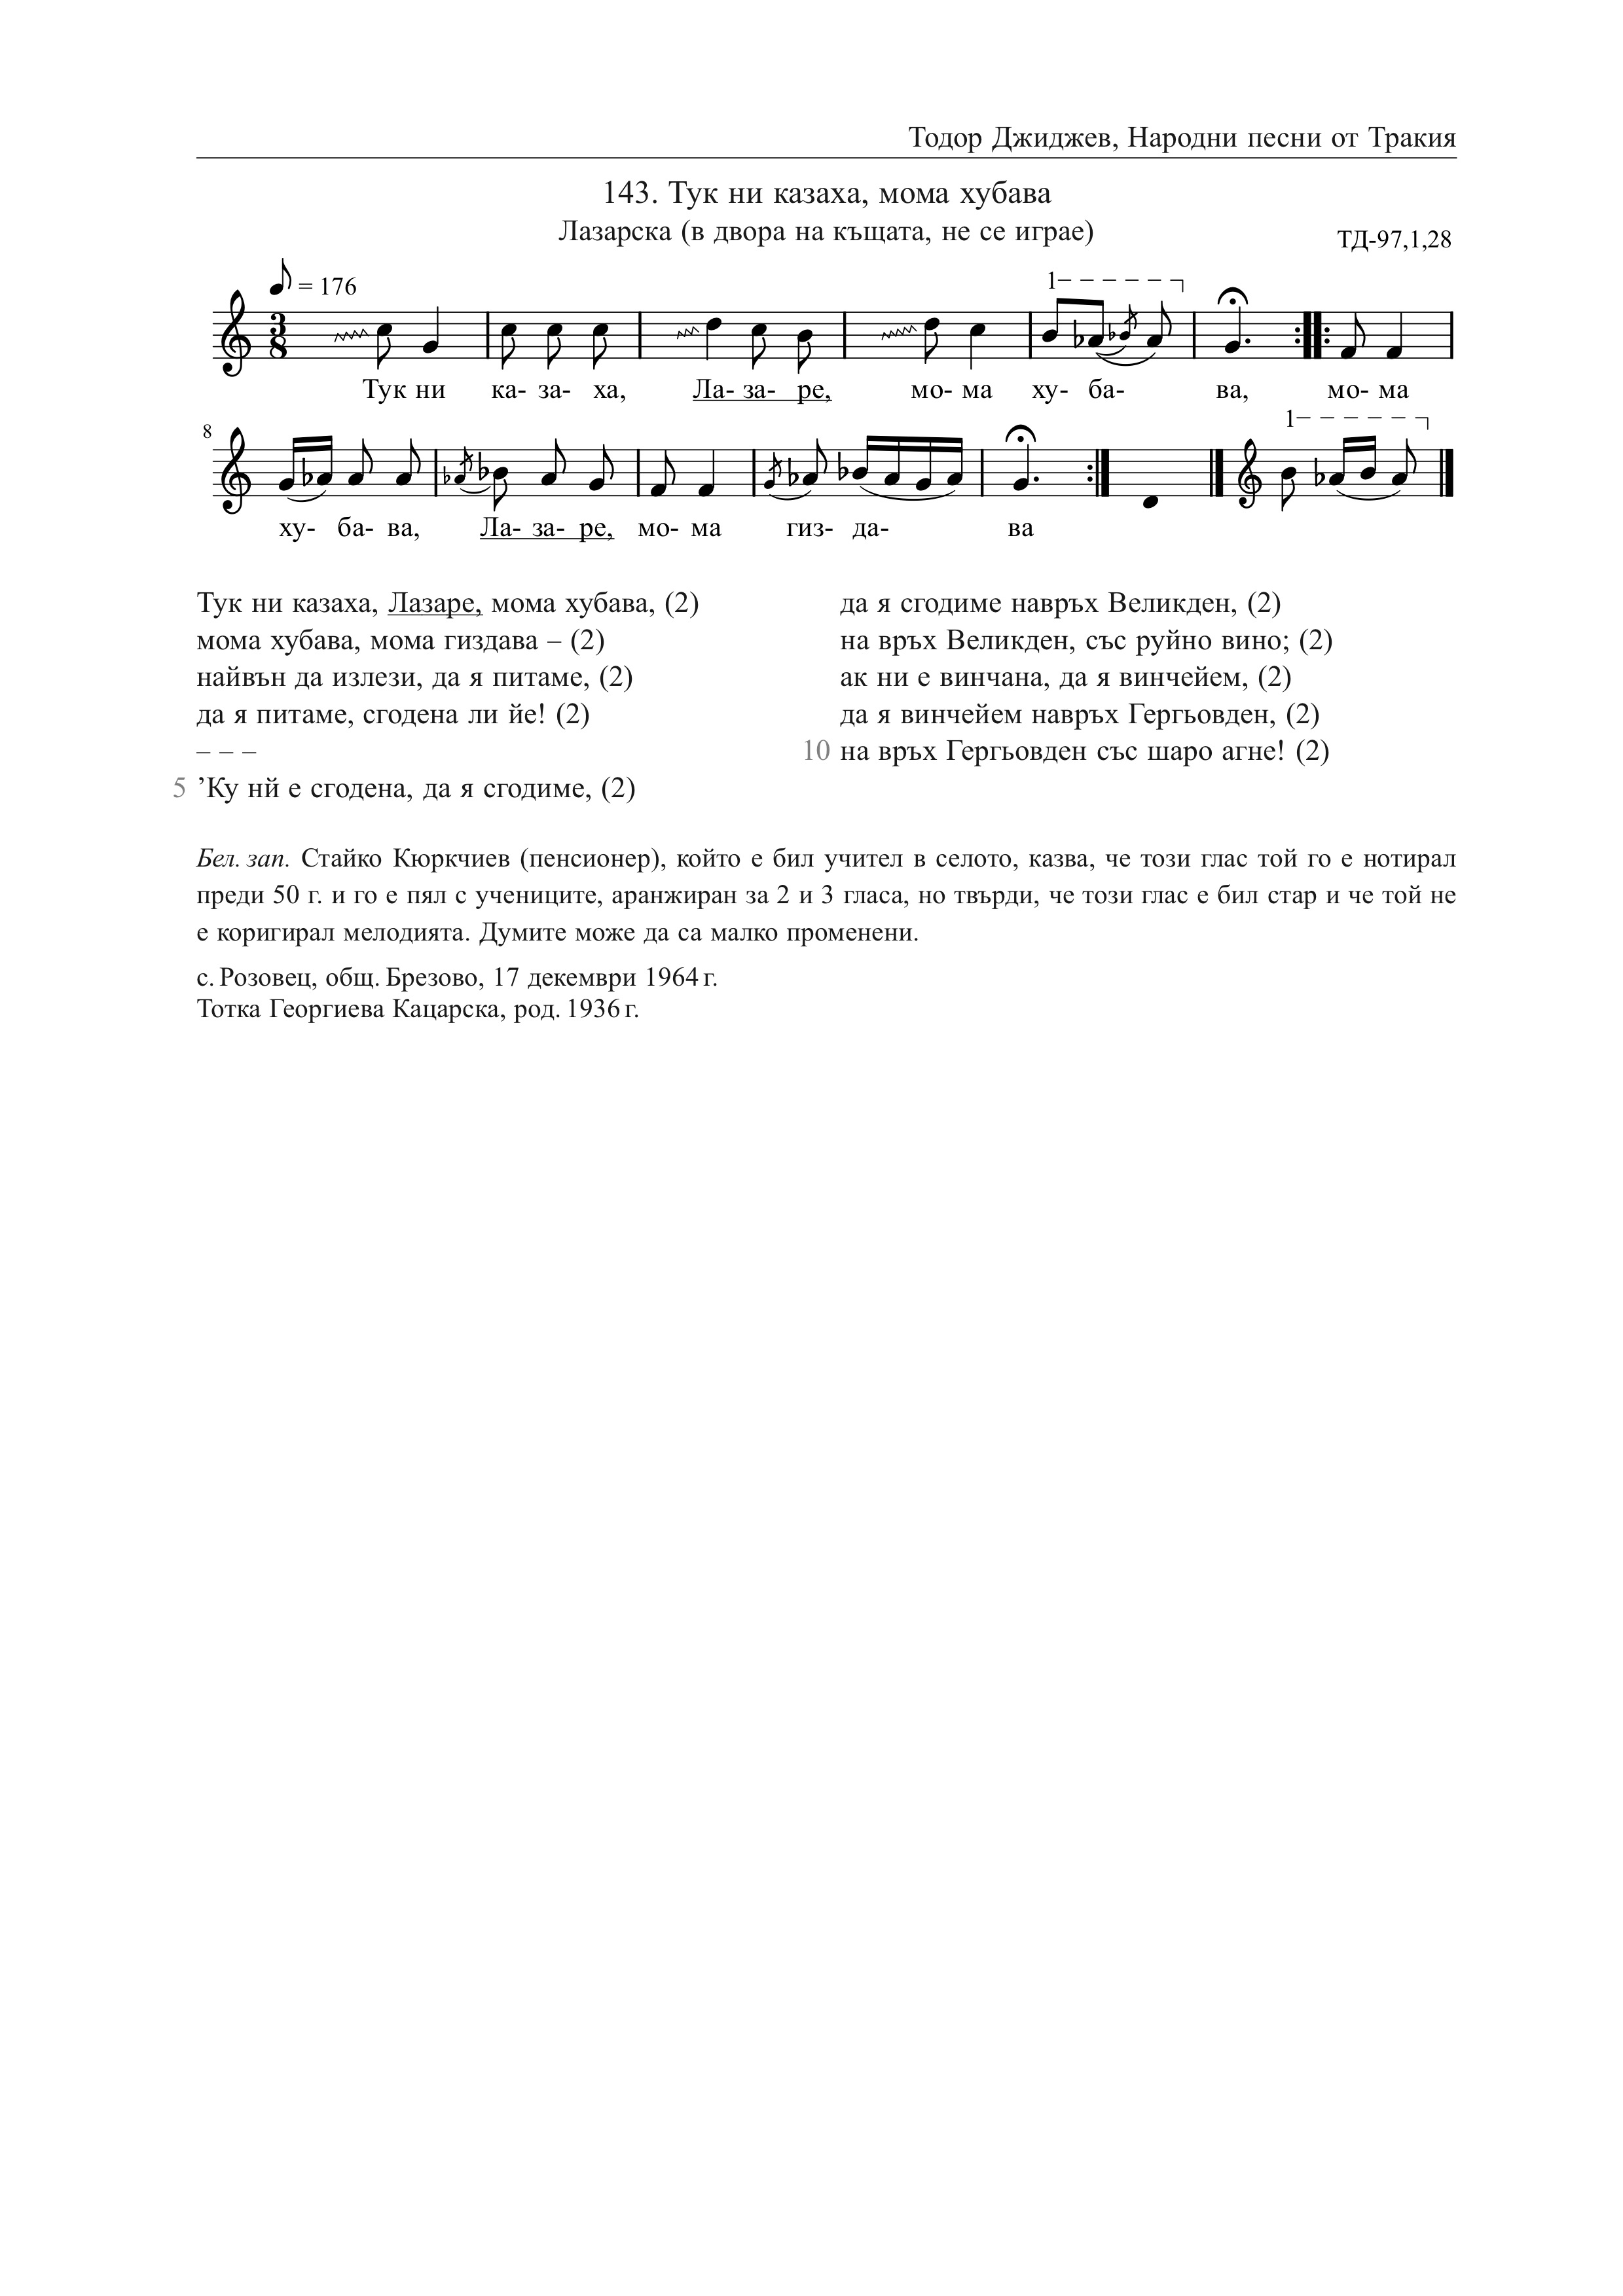 Тодор Джиджев, Народни песни от Тракия
143. Тук ни казаха, мома хубава
Лазарска (в двора на къщата, не се играе)
ТД-97,1,28
= 176
1
3
8
Тук ни ка- за- ха, Ла- за- ре, мо- ма ху- ба- ва, мо- ма
8
1
ху- ба- ва, Ла- за- ре, мо- ма гиз- да- ва
Тук ни казаха, Лазаре, мома хубава, (2)
мома хубава, мома гиздава – (2)
найвън да излези, да я питаме, (2)
да я питаме, сгодена ли йе! (2)
– – –
5 ’Ку нѝ е сгодена, да я сгодиме, (2)
да я сгодиме навръх Великден, (2)
на връх Великден, със руйно вино; (2)
ак ни е винчана, да я винчейем, (2)
да я винчейем навръх Гергьовден, (2)
10 на връх Гергьовден със шаро агне! (2)
Бел. зап. Стайко Кюркчиев (пенсионер), който е бил учител в селото, казва, че този глас той го е нотирал
преди 50 г. и го е пял с учениците, аранжиран за 2 и 3 гласа, но твърди, че този глас е бил стар и че той не
е коригирал мелодията. Думите може да са малко променени.
с. Розовец, общ. Брезово, 17 декември 1964 г.
Тотка Георгиева Кацарска, род. 1936 г.